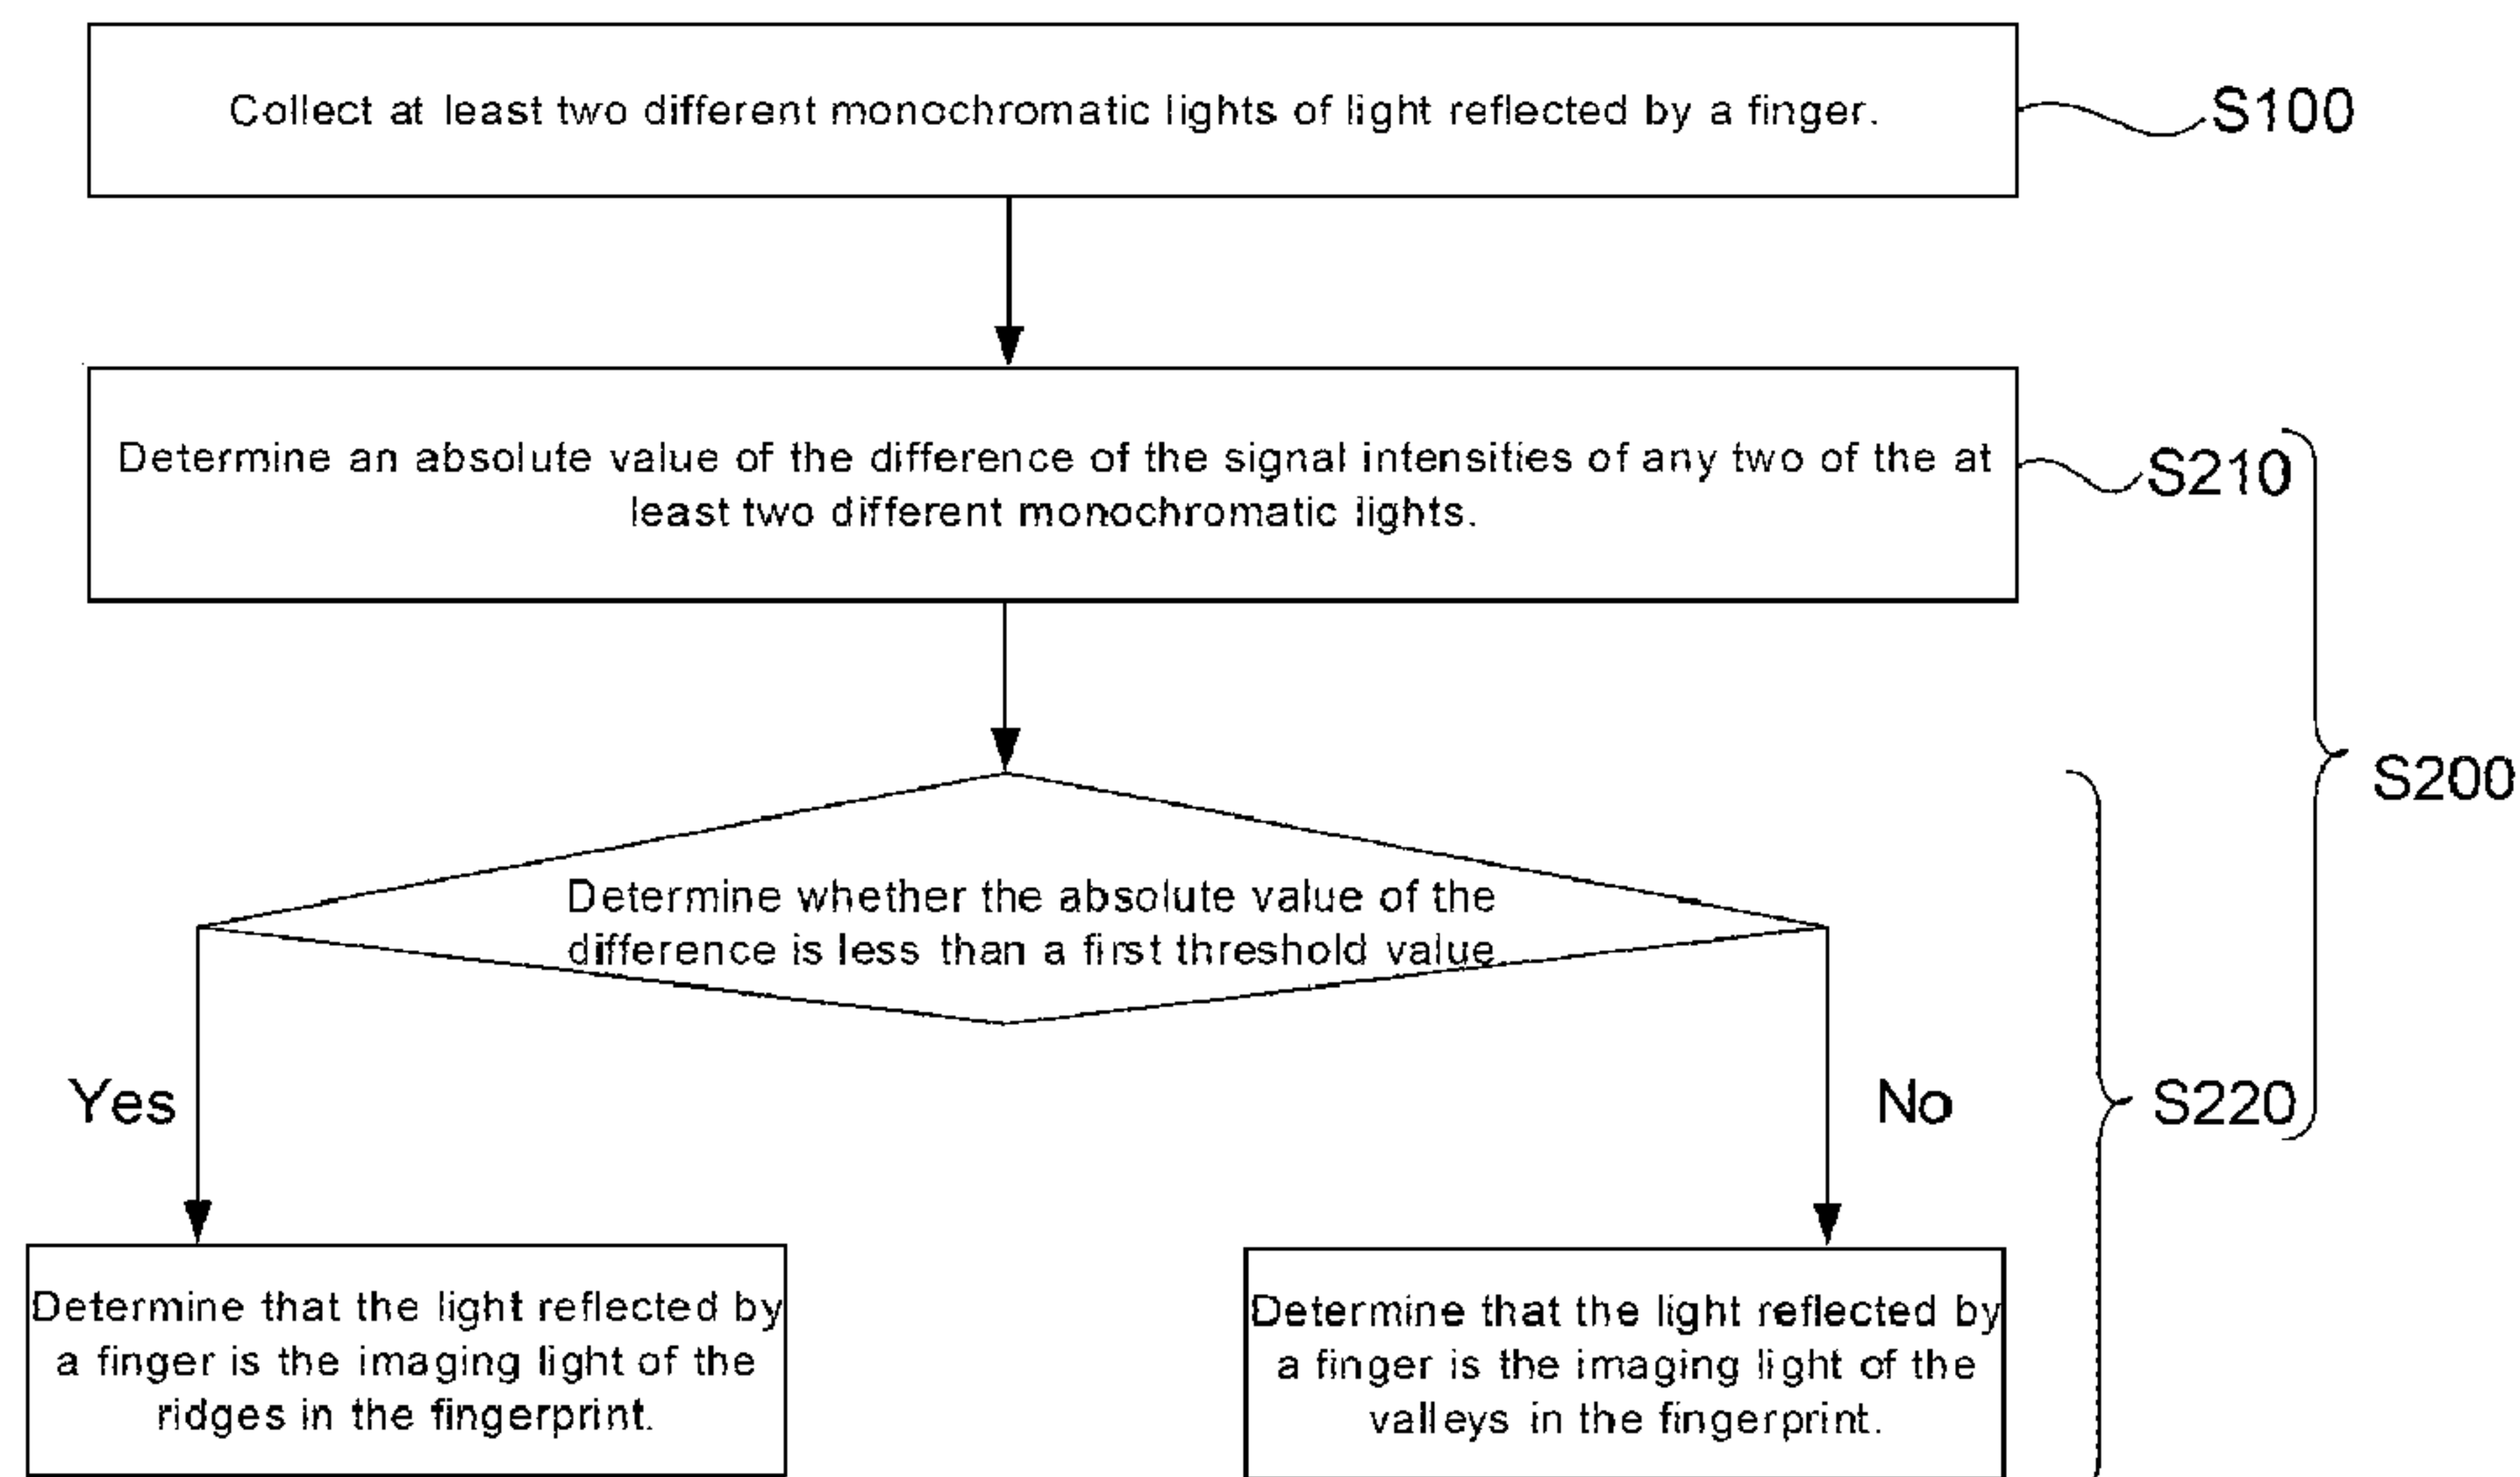 Collect at least two different monochromatic lights of light reflected by a finger.
S100
Determine an absolute value of the difference of the signal intensities of any two of the at
least two different monochromatic lights.
S210
S200
Determine whether the absolute value of the
difference is less than a first threshold value
Yes
No
S220
Determine that the light reflected by
a finger is the imaging light of the
ridges in the fingerprint.
Determine that the light reflected by
a finger is the imaging light of the
valleys in the fingerprint.